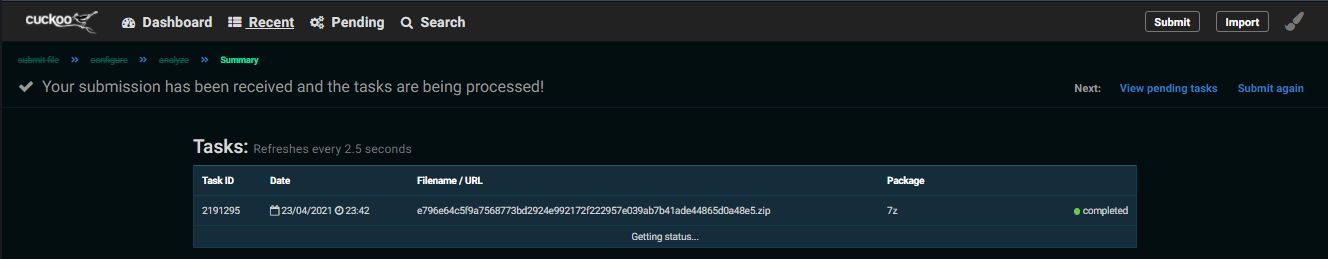 cuckoo Dashboard Recent Pending Search Submit Import
submit file » configure » analyze » Summary
Your submission has been received and the tasks are being processed! Next: View pending tasks Submit again
Tasks: Refreshes every 2.5 seconds
Task ID Date Filename / URL Package
2191295 23/04/2021 23:42 e796e64c5f9a7568773bd2924e992172f222957e039ab7b41ade44865d0a48e5.zip 7z completed
Getting status...